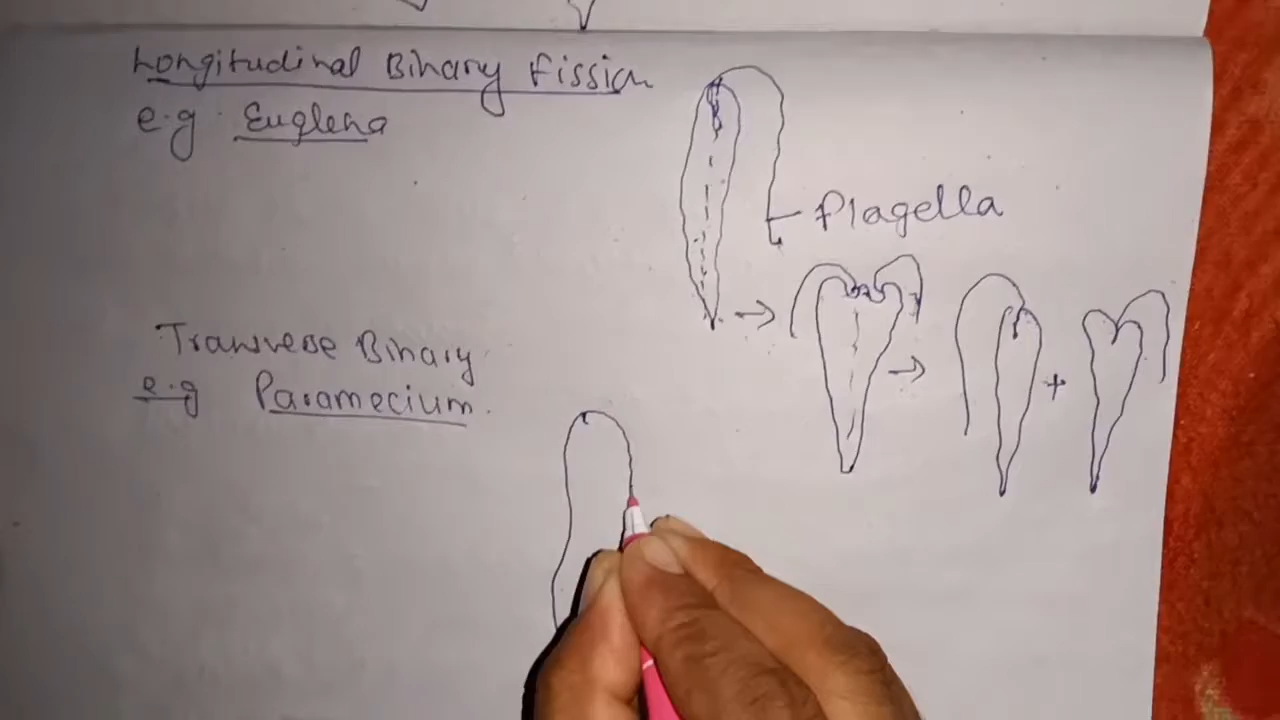 Longitudinal Binary Fission
e.g. Euglena
Flagella
Transverse Binary
e.g Paramecium.